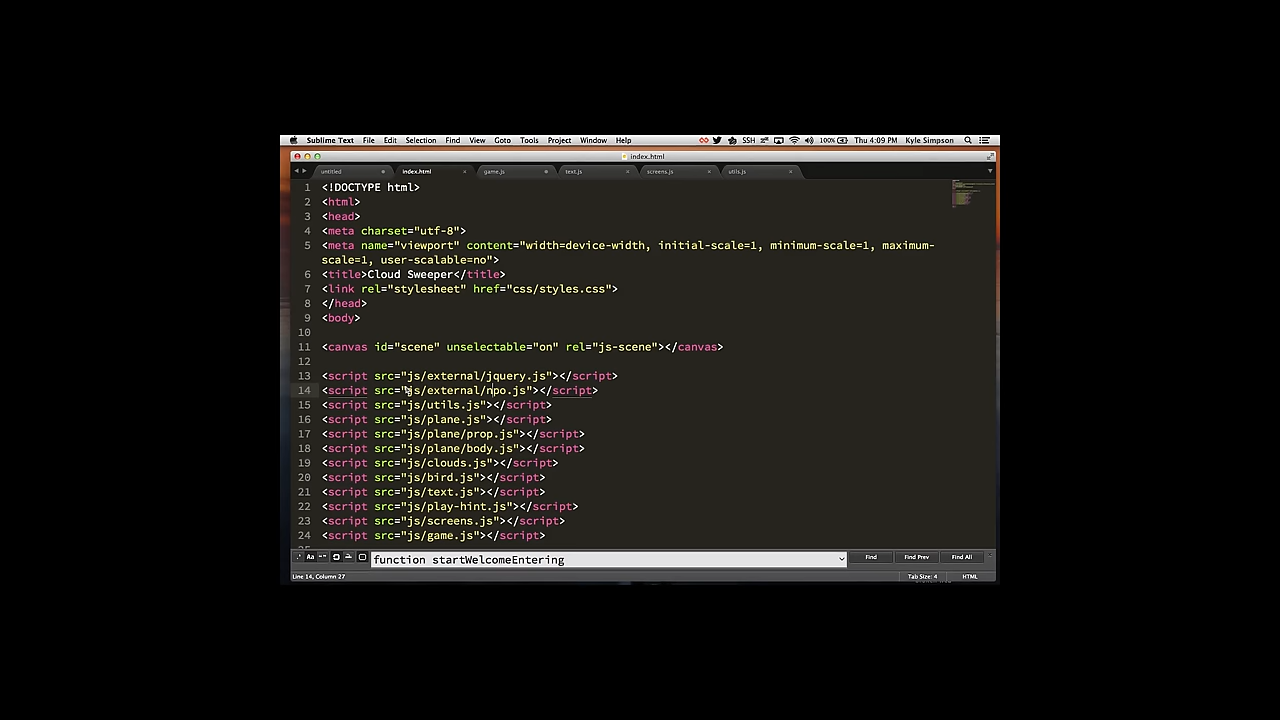 Sublime Text File Edit Selection Find View Goto Tools Project Window Help SSH 100% Thu 4:09 PM Kyle Simpson
index.html
untitled index.html game.js text.js screens.js utils.js
1 <!DOCTYPE html>
2 <html>
3 <head>
4 <meta charset="utf-8">
5 <meta name="viewport" content="width=device-width, initial-scale=1, minimum-scale=1, maximum-
scale=1, user-scalable=no">
6 <title>Cloud Sweeper</title>
7 <link rel="stylesheet" href="css/styles.css">
8 </head>
9 <body>
10
11 <canvas id="scene" unselectable="on" rel="js-scene"></canvas>
12
13 <script src="js/external/jquery.js"></script>
14 <script src="js/external/npo.js"></script>
15 <script src="js/utils.js"></script>
16 <script src="js/plane.js"></script>
17 <script src="js/plane/prop.js"></script>
18 <script src="js/plane/body.js"></script>
19 <script src="js/clouds.js"></script>
20 <script src="js/bird.js"></script>
21 <script src="js/text.js"></script>
22 <script src="js/play-hint.js"></script>
23 <script src="js/screens.js"></script>
24 <script src="js/game.js"></script>
.* Aa "" function startWelcomeEntering Find Find Prev Find All
Line 14, Column 27 Tab Size: 4 HTML